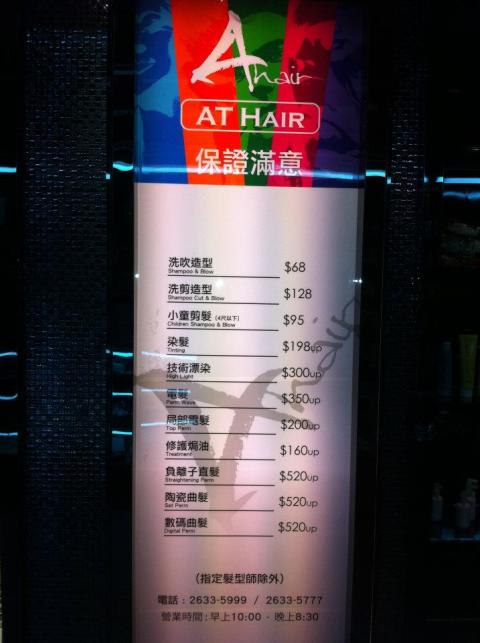 A hair
AT HAIR
保證滿意
洗吹造型 $68
Shampoo & Blow
洗剪造型 $128
Shampoo Cut & Blow
小童剪髮 (4尺以下) $95
Children Shampoo & Blow
染髮 $198UP
Tinting
技術漂染 $300UP
High Light
電髮 $350UP
Perm Wave
局部電髮 $200UP
Top Perm
修護焗油 $160UP
Treatment
負離子直髮 $520UP
Straightening Perm
陶瓷曲髮 $520UP
Set Perm
數碼曲髮 $520UP
Digital Perm
(指定髮型師除外)
電話 : 2633-5999 / 2633-5777
營業時間 : 早上10:00 - 晚上8:30
A hair